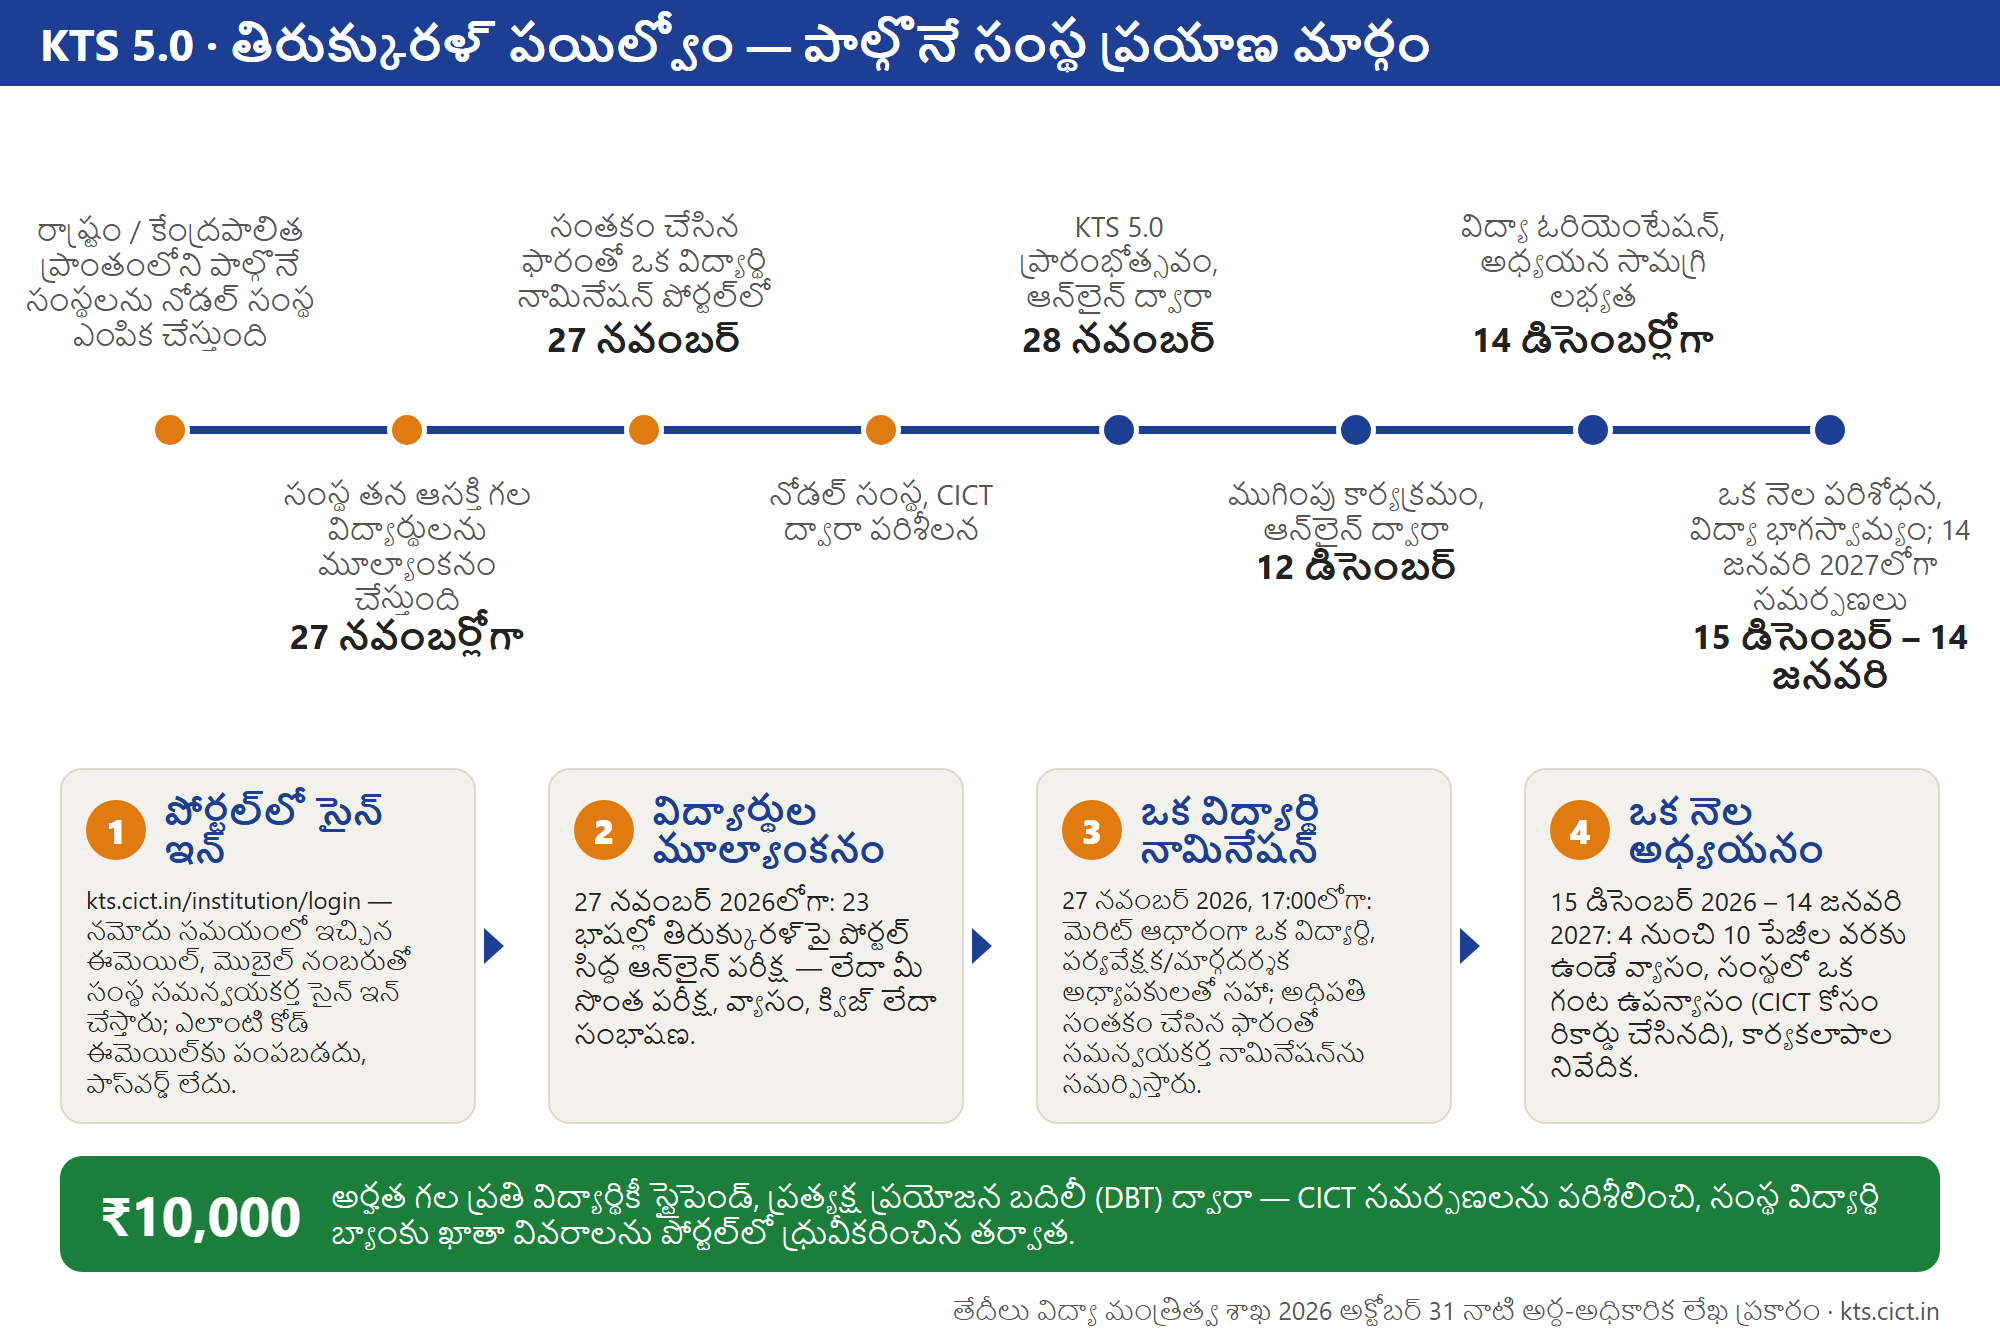 KTS 5.0 · తిరుక్కురళ్ పయిల్వోం — పాల్గొనే సంస్థ ప్రయాణ మార్గం
రాష్ట్రం / కేంద్రపాలిత
ప్రాంతంలోని పాల్గొనే
సంస్థలను నోడల్ సంస్థ
ఎంపిక చేస్తుంది
సంతకం చేసిన
ఫారంతో ఒక విద్యార్థి
నామినేషన్ పోర్టల్‌లో
27 నవంబర్
KTS 5.0
ప్రారంభోత్సవం,
ఆన్‌లైన్ ద్వారా
28 నవంబర్
విద్యా ఓరియెంటేషన్,
అధ్యయన సామగ్రి
లభ్యత
14 డిసెంబర్లోగా
సంస్థ తన ఆసక్తి గల
విద్యార్థులను
మూల్యాంకనం
చేస్తుంది
27 నవంబర్లోగా
నోడల్ సంస్థ, CICT
ద్వారా పరిశీలన
ముగింపు కార్యక్రమం,
ఆన్‌లైన్ ద్వారా
12 డిసెంబర్
ఒక నెల పరిశోధన,
విద్యా భాగస్వామ్యం; 14
జనవరి 2027లోగా
సమర్పణలు
15 డిసెంబర్ – 14
జనవరి
1 పోర్టల్‌లో సైన్
ఇన్
kts.cict.in/institution/login —
నమోదు సమయంలో ఇచ్చిన
ఈమెయిల్, మొబైల్ నంబరుతో
సంస్థ సమన్వయకర్త సైన్ ఇన్
చేస్తారు; ఎలాంటి కోడ్
ఈమెయిల్‌కు పంపబడదు,
పాస్‌వర్డ్ లేదు.
2 విద్యార్థుల
మూల్యాంకనం
27 నవంబర్ 2026లోగా: 23
భాషల్లో తిరుక్కురళ్‌పై పోర్టల్
సిద్ధ ఆన్‌లైన్ పరీక్ష — లేదా మీ
సొంత పరీక్ష, వ్యాసం, క్విజ్ లేదా
సంభాషణ.
3 ఒక విద్యార్థి
నామినేషన్
27 నవంబర్ 2026, 17:00లోగా:
మెరిట్ ఆధారంగా ఒక విద్యార్థి,
పర్యవేక్షక/మార్గదర్శక
అధ్యాపకులతో సహా; అధిపతి
సంతకం చేసిన ఫారంతో
సమన్వయకర్త నామినేషన్‌ను
సమర్పిస్తారు.
4 ఒక నెల
అధ్యయనం
15 డిసెంబర్ 2026 – 14 జనవరి
2027: 4 నుంచి 10 పేజీల వరకు
ఉండే వ్యాసం, సంస్థలో ఒక
గంట ఉపన్యాసం (CICT కోసం
రికార్డు చేసినది), కార్యకలాపాల
నివేదిక.
₹10,000
అర్హత గల ప్రతి విద్యార్థికీ స్టైపెండ్, ప్రత్యక్ష ప్రయోజన బదిలీ (DBT) ద్వారా — CICT సమర్పణలను పరిశీలించి, సంస్థ విద్యార్థి
బ్యాంకు ఖాతా వివరాలను పోర్టల్‌లో ధ్రువీకరించిన తర్వాత.
తేదీలు విద్యా మంత్రిత్వ శాఖ 2026 అక్టోబర్ 31 నాటి అర్ధ-అధికారిక లేఖ ప్రకారం · kts.cict.in